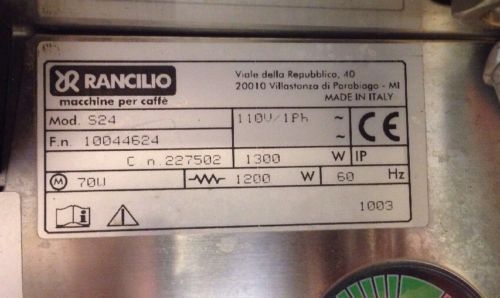 RANCILIO
macchine per caffè
Viale della Repubblica, 40
20010 Villastanza di Parabiago - MI
MADE IN ITALY
Mod. S24 110V/1Ph ~
F.n. 10044624 ~ CE
C.n.227502 1300 W IP
M 70W 1200 W 60 Hz
1003